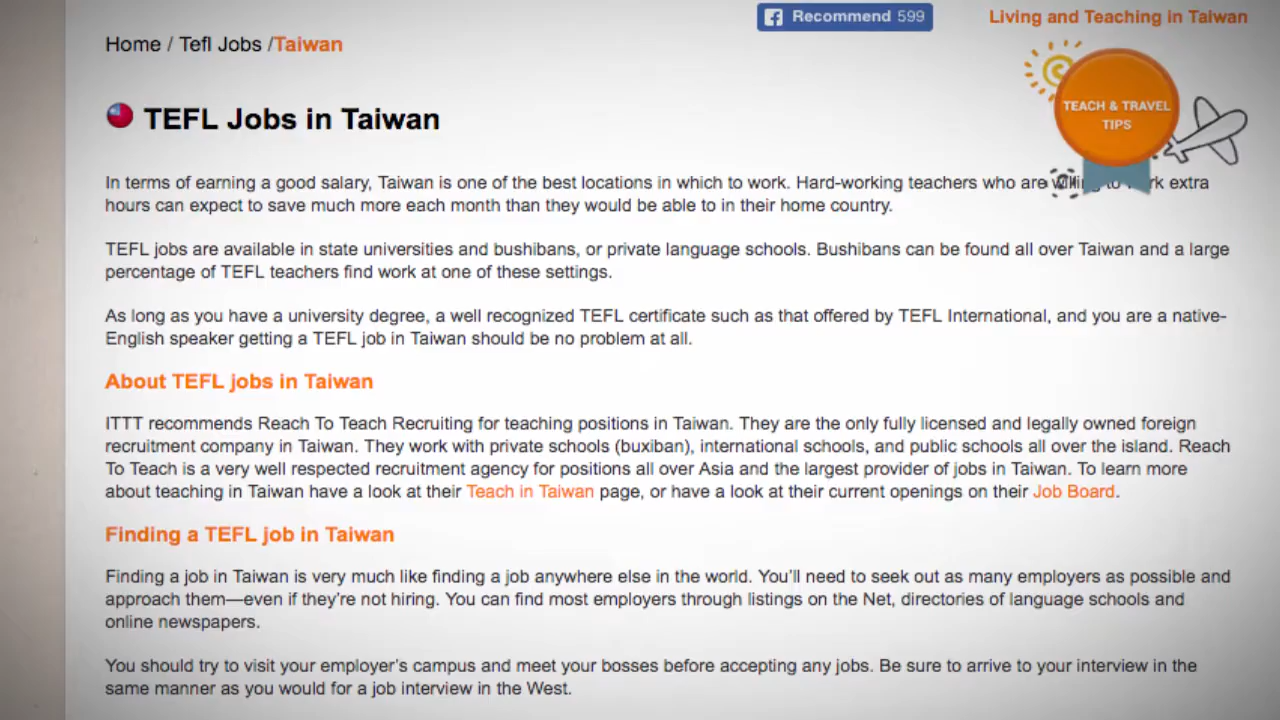 Recommend 599
Living and Teaching in Taiwan
Home / Tefl Jobs /Taiwan
TEACH & TRAVEL
TIPS
TEFL Jobs in Taiwan
In terms of earning a good salary, Taiwan is one of the best locations in which to work. Hard-working teachers who are willing to work extra
hours can expect to save much more each month than they would be able to in their home country.
TEFL jobs are available in state universities and bushibans, or private language schools. Bushibans can be found all over Taiwan and a large
percentage of TEFL teachers find work at one of these settings.
As long as you have a university degree, a well recognized TEFL certificate such as that offered by TEFL International, and you are a native-
English speaker getting a TEFL job in Taiwan should be no problem at all.
About TEFL jobs in Taiwan
ITTT recommends Reach To Teach Recruiting for teaching positions in Taiwan. They are the only fully licensed and legally owned foreign
recruitment company in Taiwan. They work with private schools (buxiban), international schools, and public schools all over the island. Reach
To Teach is a very well respected recruitment agency for positions all over Asia and the largest provider of jobs in Taiwan. To learn more
about teaching in Taiwan have a look at their Teach in Taiwan page, or have a look at their current openings on their Job Board.
Finding a TEFL job in Taiwan
Finding a job in Taiwan is very much like finding a job anywhere else in the world. You'll need to seek out as many employers as possible and
approach them—even if they're not hiring. You can find most employers through listings on the Net, directories of language schools and
online newspapers.
You should try to visit your employer's campus and meet your bosses before accepting any jobs. Be sure to arrive to your interview in the
same manner as you would for a job interview in the West.